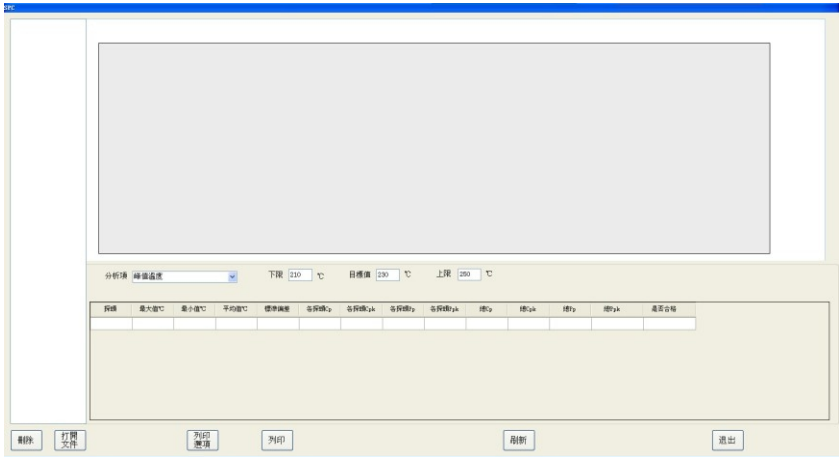 SPC
分析項 峰值溫度 下限 210 ℃ 目標值 230 ℃ 上限 250 ℃
探頭 最大值℃ 最小值℃ 平均值℃ 標準偏差 各探頭Cp 各探頭Cpk 各探頭Pp 各探頭Ppk 總Cp 總Cpk 總Pp 總Ppk 是否合格
刪除 打開文件 列印選項 列印 刷新 退出